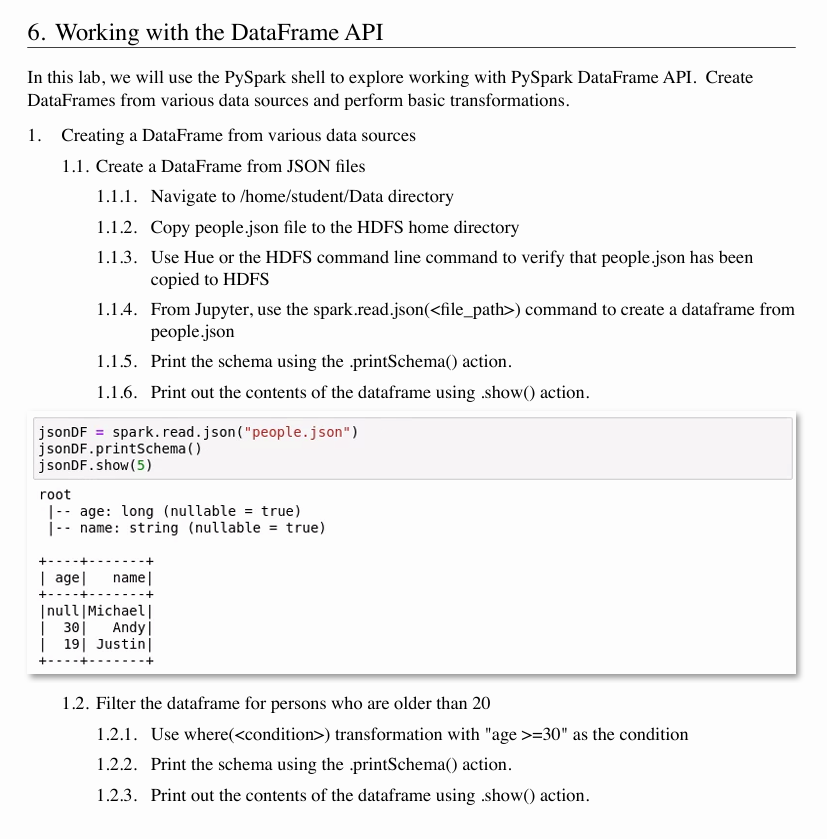 6. Working with the DataFrame API
In this lab, we will use the PySpark shell to explore working with PySpark DataFrame API.  Create
DataFrames from various data sources and perform basic transformations.
1. Creating a DataFrame from various data sources
1.1. Create a DataFrame from JSON files
1.1.1. Navigate to /home/student/Data directory
1.1.2. Copy people.json file to the HDFS home directory
1.1.3. Use Hue or the HDFS command line command to verify that people.json has been
copied to HDFS
1.1.4. From Jupyter, use the spark.read.json(<file_path>) command to create a dataframe from
people.json
1.1.5. Print the schema using the .printSchema() action.
1.1.6. Print out the contents of the dataframe using .show() action.
jsonDF = spark.read.json("people.json")
jsonDF.printSchema()
jsonDF.show(5)
root
 |-- age: long (nullable = true)
 |-- name: string (nullable = true)
+----+-------+
| age|   name|
+----+-------+
|null|Michael|
|  30|   Andy|
|  19| Justin|
+----+-------+
1.2. Filter the dataframe for persons who are older than 20
1.2.1. Use where(<condition>) transformation with "age >=30" as the condition
1.2.2. Print the schema using the .printSchema() action.
1.2.3. Print out the contents of the dataframe using .show() action.